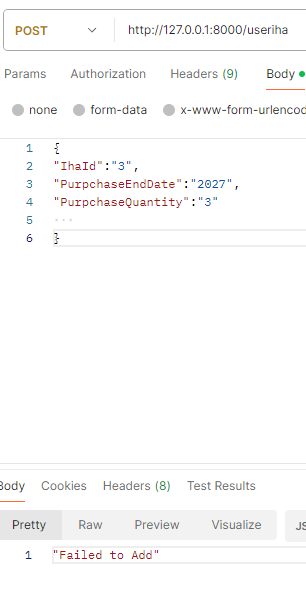 POST http://127.0.0.1:8000/useriha
Params Authorization Headers (9) Body
none form-data x-www-form-urlencod
1 {
2 "IhaId":"3",
3 "PurpchaseEndDate":"2027",
4 "PurpchaseQuantity":"3"
5 ...
6 }
Body Cookies Headers (8) Test Results
Pretty Raw Preview Visualize JS
1 "Failed to Add"